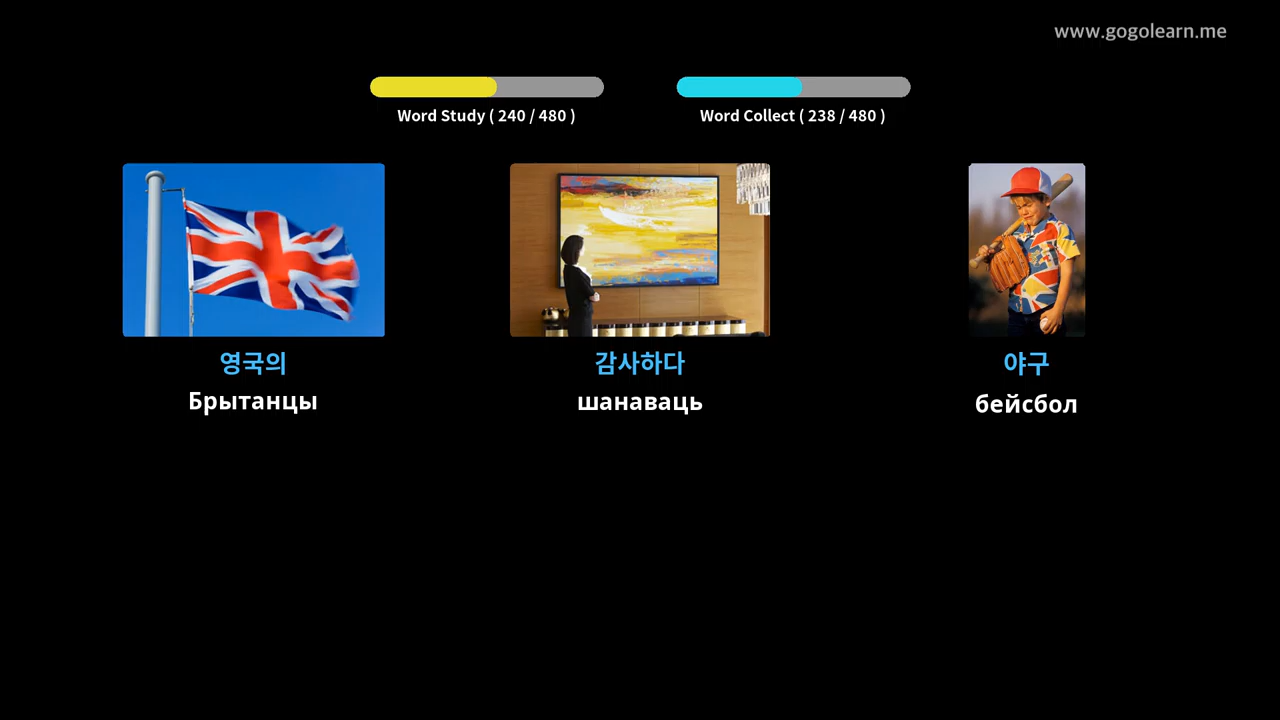 www.gogolearn.me
Word Study ( 240 / 480 )
Word Collect ( 238 / 480 )
영국의
Брытанцы
감사하다
шанаваць
야구
бейсбол